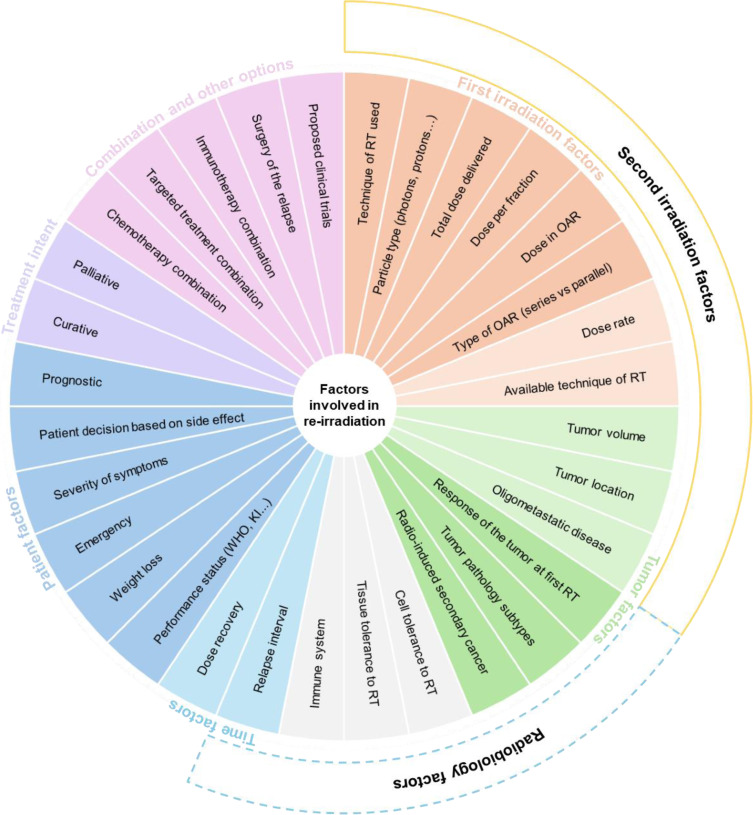 Factors
involved in
re-irradiation
Second irradiation factors
First irradiation factors
Technique of RT used
Particle type (photons, protons…)
Total dose delivered
Dose per fraction
Dose in OAR
Type of OAR (series vs parallel)
Dose rate
Available technique of RT
Tumor factors
Tumor volume
Tumor location
Oligometastatic disease
Response of the tumor at first RT
Tumor pathology subtypes
Radio-induced secondary cancer
Radiobiology factors
Cell tolerance to RT
Tissue tolerance to RT
Immune system
Time factors
Relapse interval
Dose recovery
Patient factors
Performance status (WHO, KI…)
Weight loss
Emergency
Severity of symptoms
Patient decision based on side effect
Prognostic
Treatment intent
Curative
Palliative
Combination and other options
Chemotherapy combination
Targeted treatment combination
Immunotherapy combination
Surgery of the relapse
Proposed clinical trials